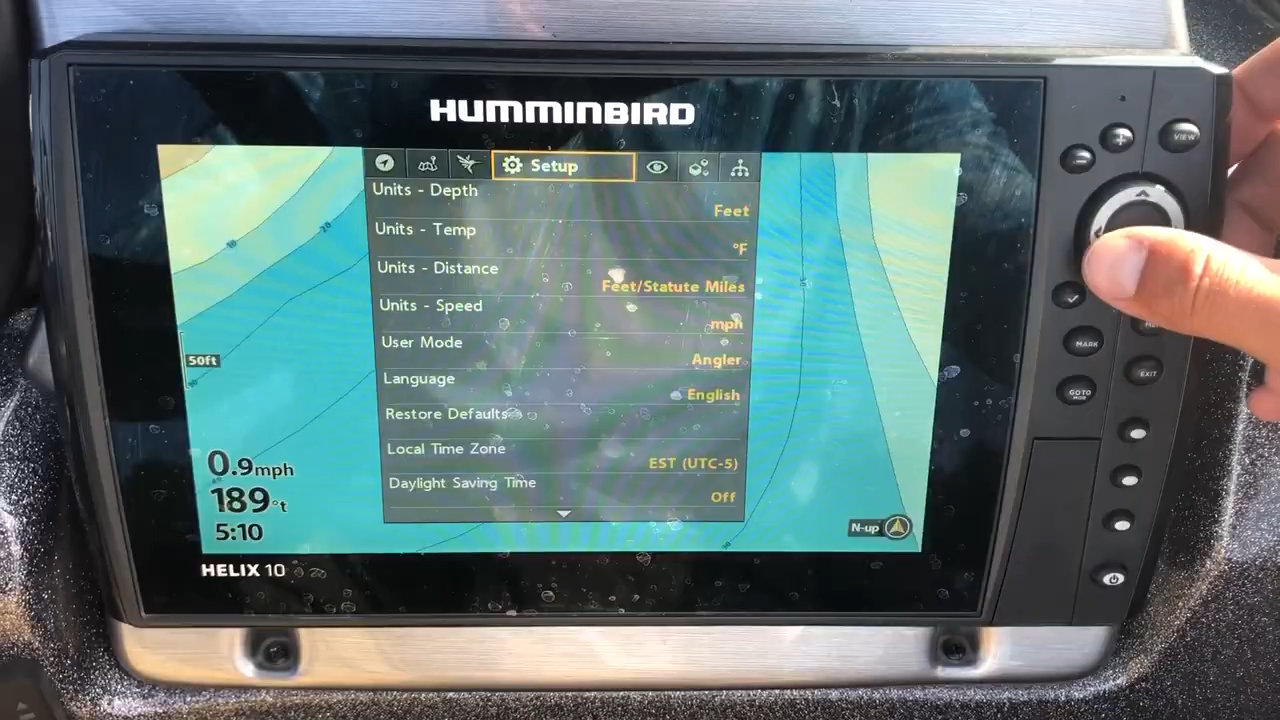 HUMMINBIRD
Setup
Units - Depth
Feet
Units - Temp
°F
Units - Distance
Feet/Statute Miles
Units - Speed
mph
User Mode
Angler
Language
English
Restore Defaults
Local Time Zone
EST (UTC-5)
Daylight Saving Time
Off
50ft
0.9mph
189°t
5:10
N-up
HELIX 10
VIEW
MARK
EXIT
GOTO